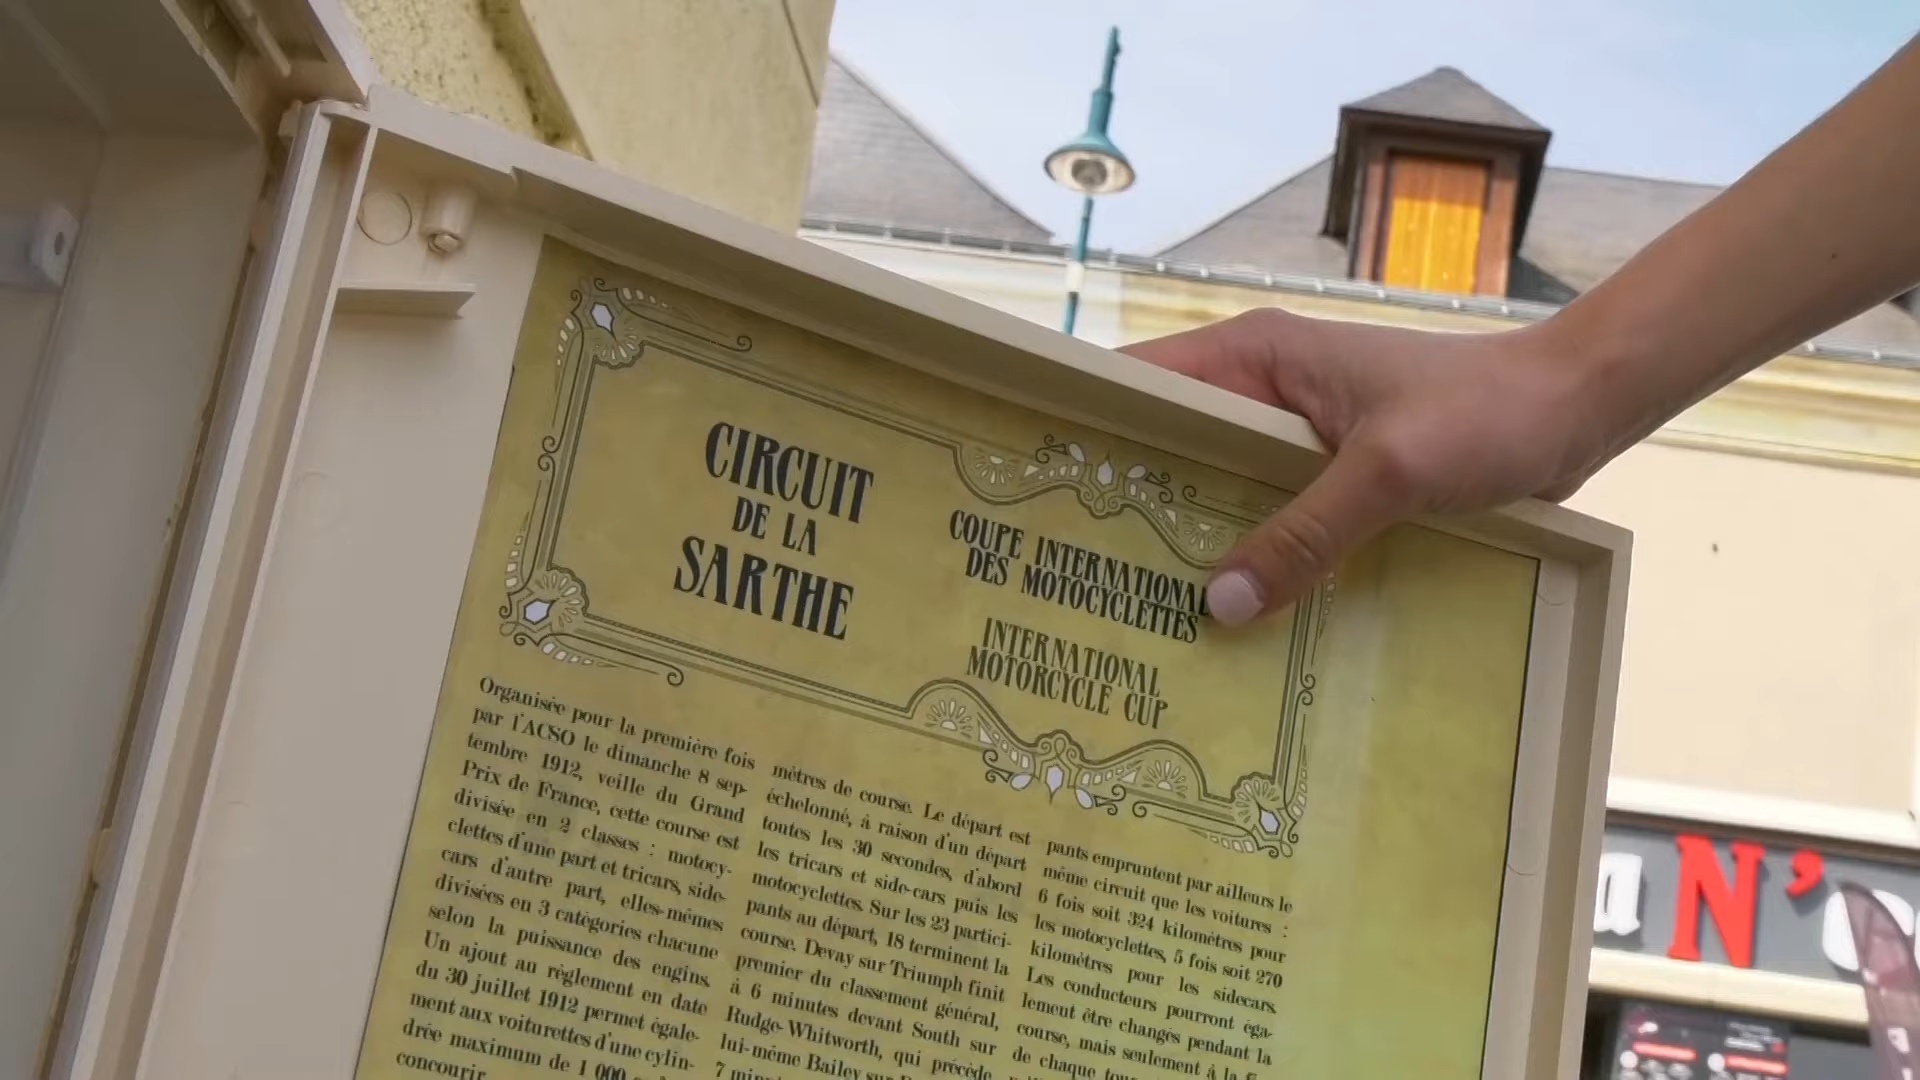 CIRCUIT
DE LA
SARTHE
COUPE INTERNATIONAL
DES MOTOCYCLETTES
INTERNATIONAL
MOTORCYCLE CUP
Organisée pour la première fois
par l'ACSO le dimanche 8 sep-
tembre 1912, veille du Grand
Prix de France, cette course est
divisée en 2 classes : motocy-
clettes d'une part et tricars, side-
cars d'autre part, elles-mêmes
divisées en 3 catégories chacune
selon la puissance des engins.
Un ajout au règlement en date
du 30 juillet 1912 permet égale-
ment aux voiturettes d'une cylin-
drée maximum de 1 000
concourir
mètres de course. Le départ est
échelonné, à raison d'un départ
toutes les 30 secondes, d'abord
les tricars et side-cars puis les
motocyclettes. Sur les 23 partici-
pants au départ, 18 terminent la
course. Devay sur Triumph finit
premier du classement général,
à 6 minutes devant South sur
Rudge-Whitworth, qui précède
lui-même Bailey sur
7
pants empruntent par ailleurs le
même circuit que les voitures :
6 fois soit 324 kilomètres pour
les motocyclettes, 5 fois soit 270
kilomètres pour les sidecars.
Les conducteurs pourront éga-
lement être changés pendant la
course, mais seulement à la
de chaque
a N'